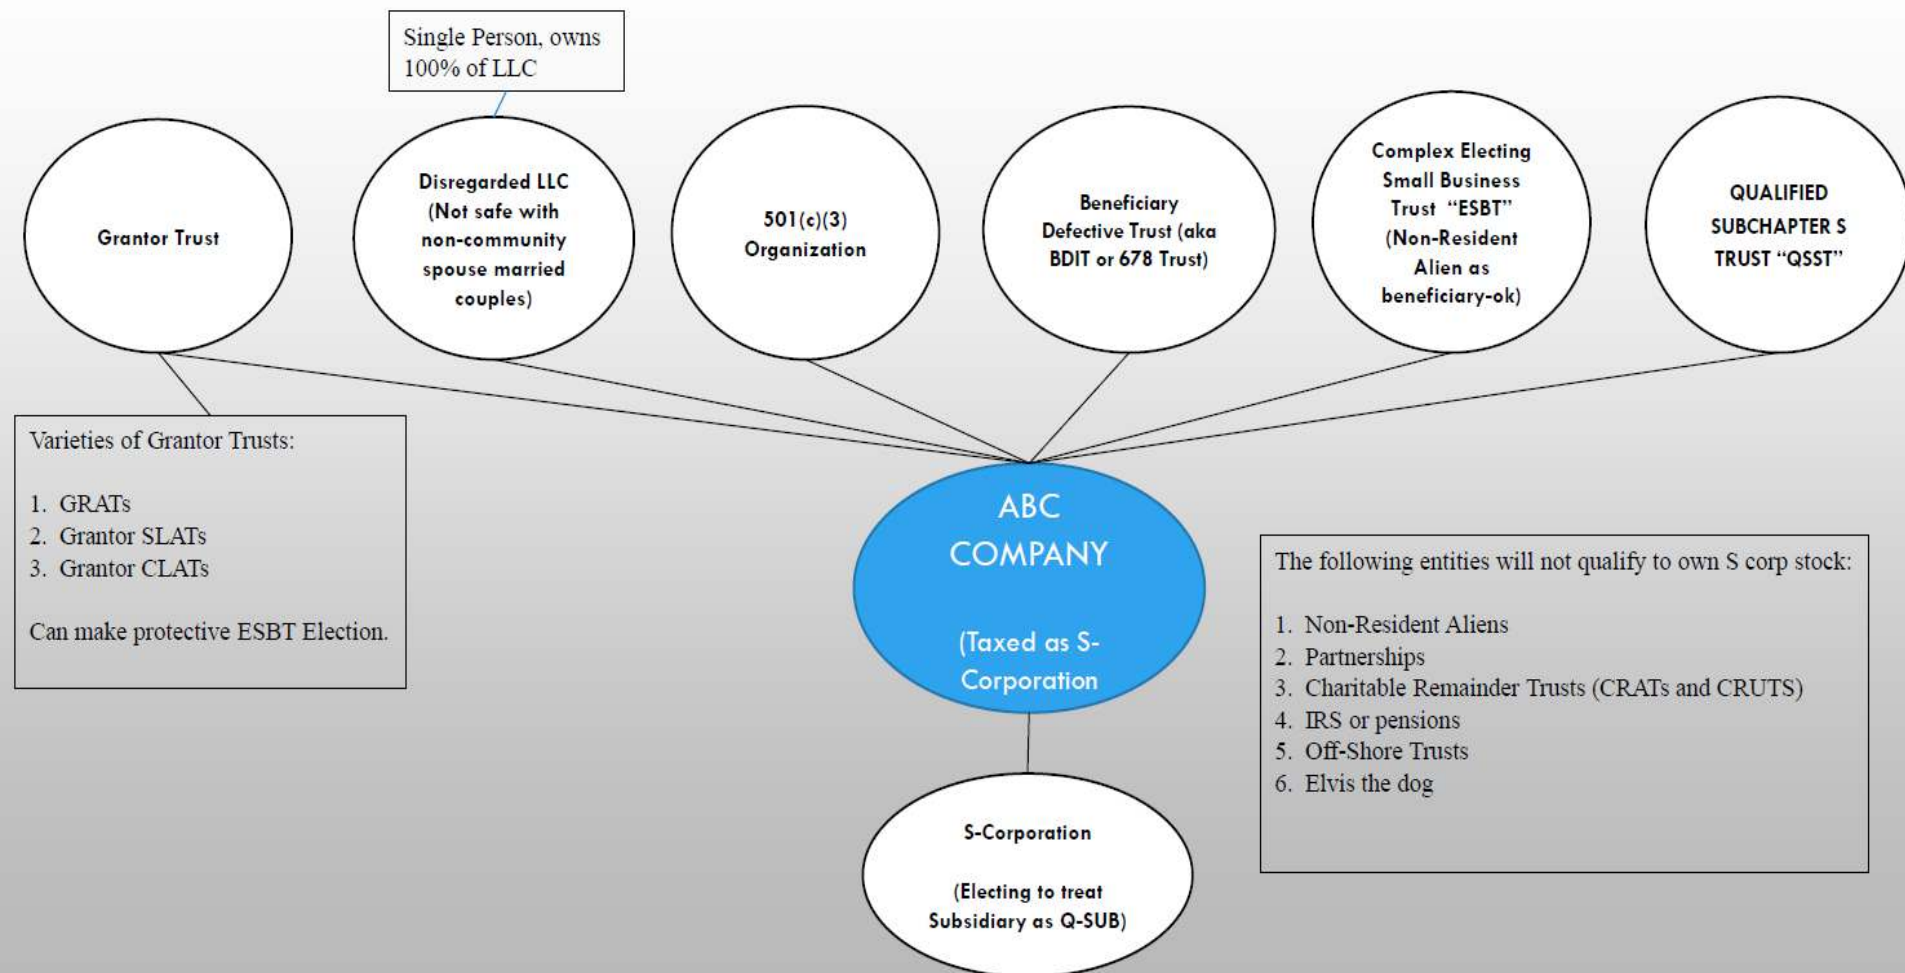 Single Person, owns
100% of LLC
Grantor Trust
Disregarded LLC
(Not safe with
non-community
spouse married
couples)
501(c)(3)
Organization
Beneficiary
Defective Trust (aka
BDIT or 678 Trust)
Complex Electing
Small Business
Trust “ESBT”
(Non-Resident
Alien as
beneficiary-ok)
QUALIFIED
SUBCHAPTER S
TRUST “QSST”
Varieties of Grantor Trusts:
1. GRATs
2. Grantor SLATs
3. Grantor CLATs
Can make protective ESBT Election.
ABC
COMPANY
(Taxed as S-
Corporation
The following entities will not qualify to own S corp stock:
1. Non-Resident Aliens
2. Partnerships
3. Charitable Remainder Trusts (CRATs and CRUTS)
4. IRS or pensions
5. Off-Shore Trusts
6. Elvis the dog
S-Corporation
(Electing to treat
Subsidiary as Q-SUB)